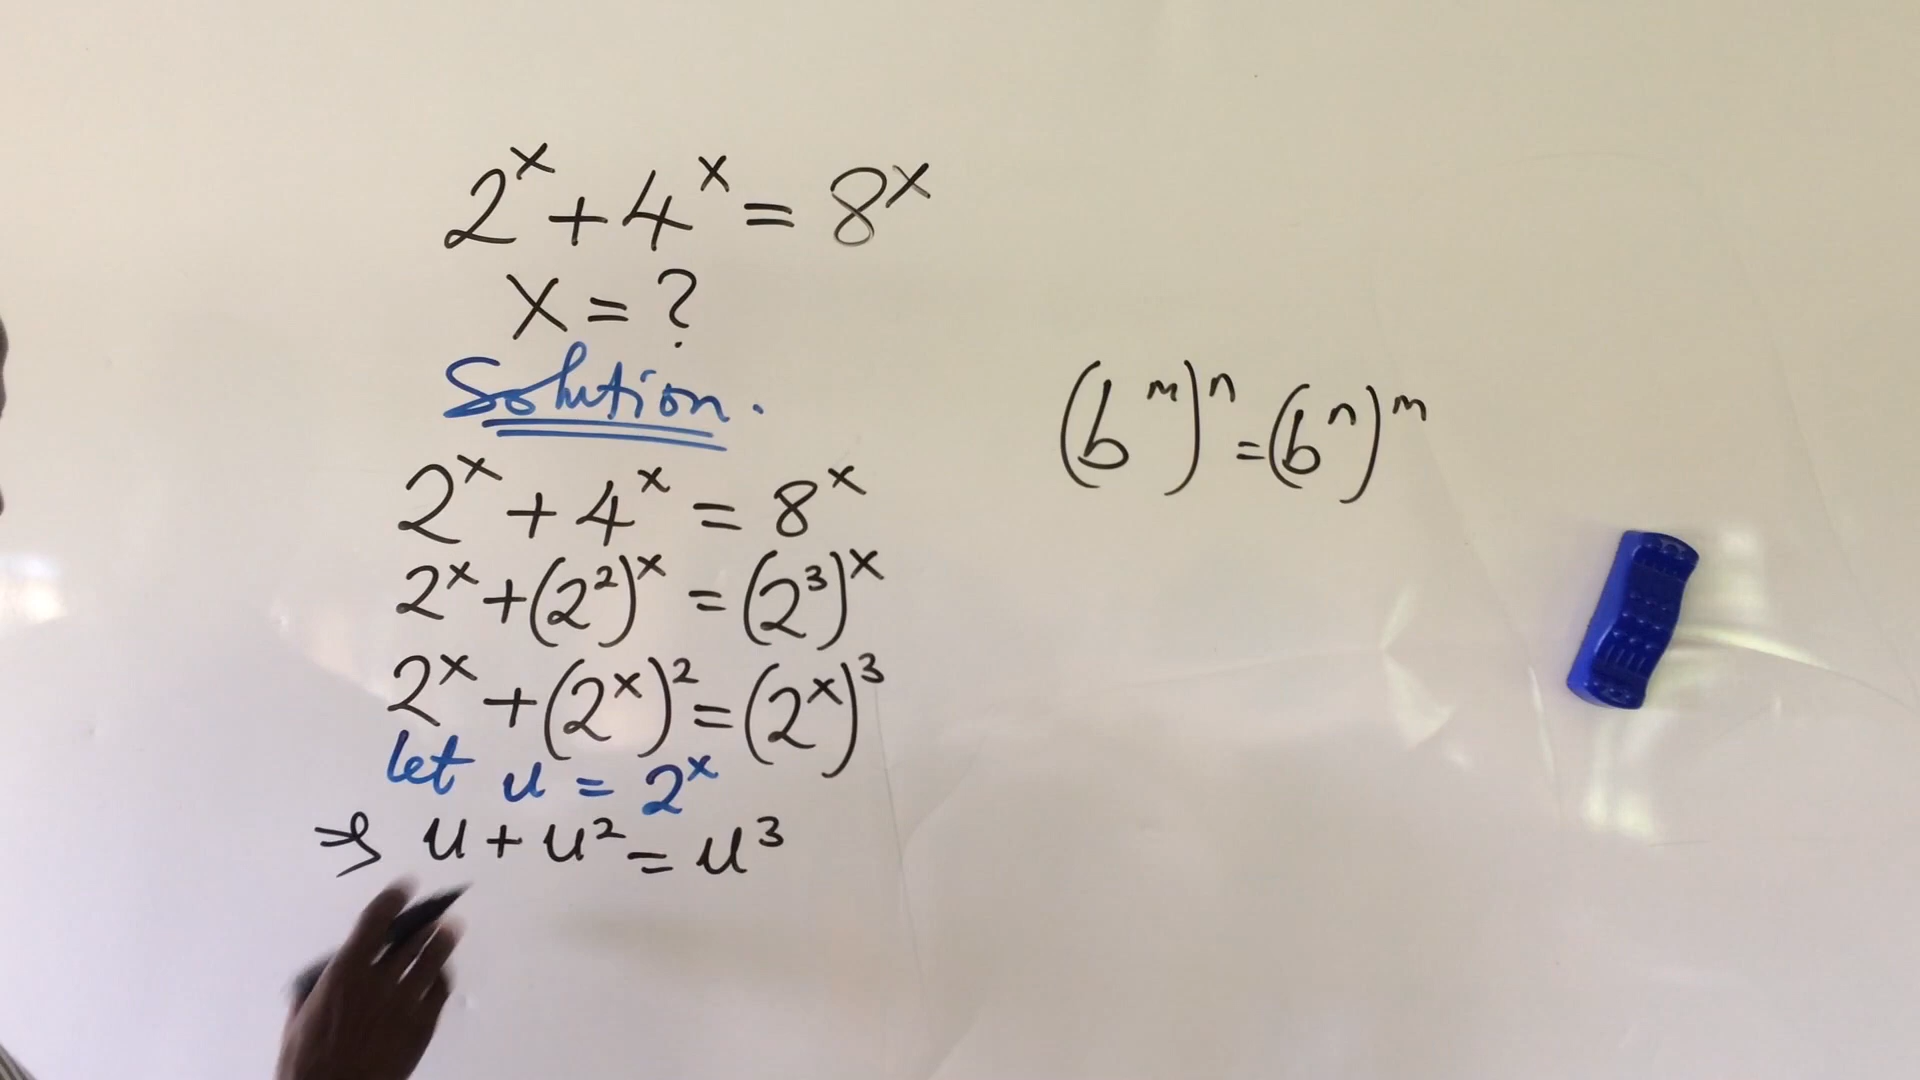 2^x + 4^x = 8^x
x = ?
Solution.
2^x + 4^x = 8^x
(b^m)^n = (b^n)^m
2^x + (2^2)^x = (2^3)^x
2^x + (2^x)^2 = (2^x)^3
let u = 2^x
⇒ u + u^2 = u^3